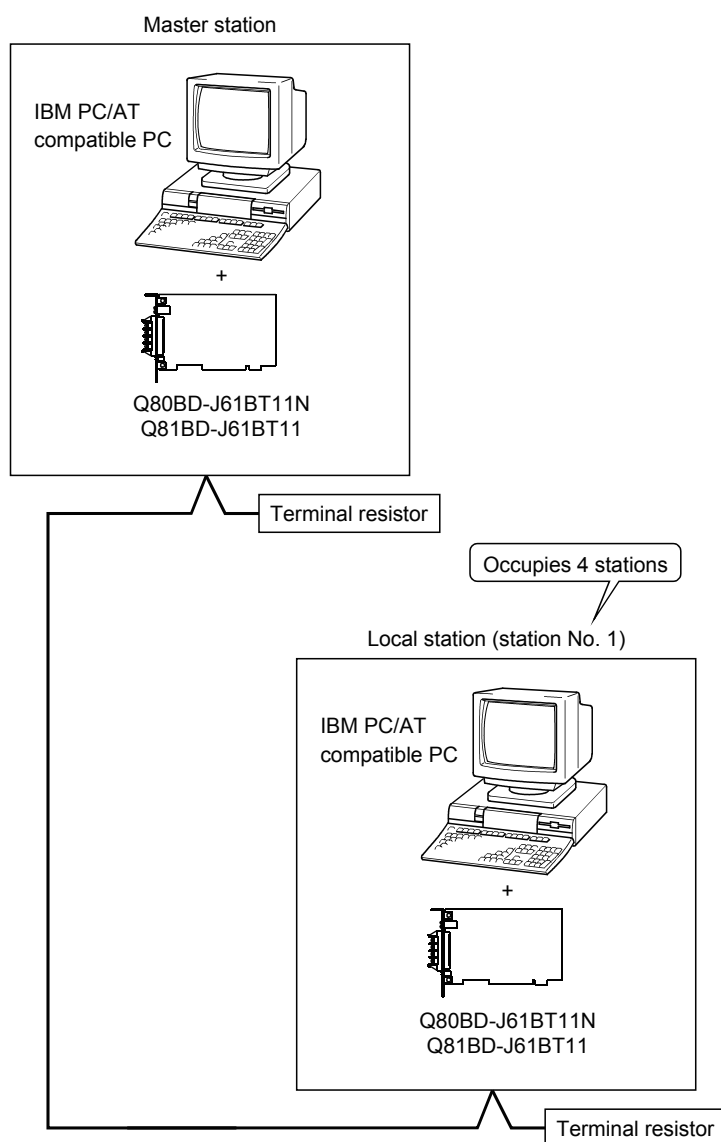 Master station
IBM PC/AT
compatible PC
+
Q80BD-J61BT11N
Q81BD-J61BT11
Terminal resistor
Occupies 4 stations
Local station (station No. 1)
IBM PC/AT
compatible PC
+
Q80BD-J61BT11N
Q81BD-J61BT11
Terminal resistor